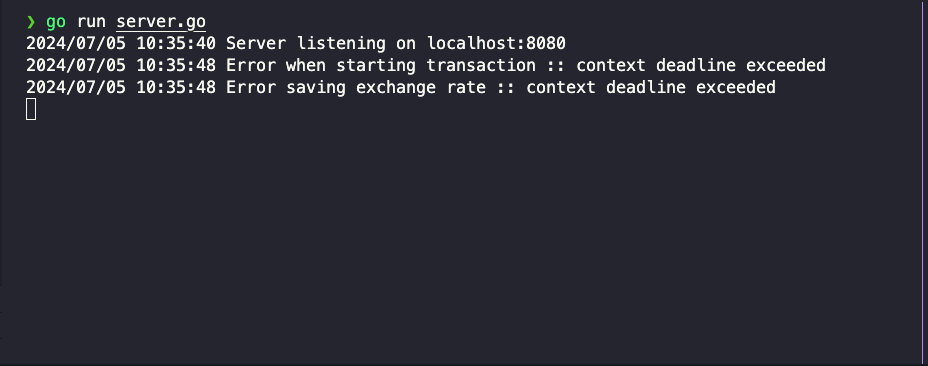 ❯ go run server.go
2024/07/05 10:35:40 Server listening on localhost:8080
2024/07/05 10:35:48 Error when starting transaction :: context deadline exceeded
2024/07/05 10:35:48 Error saving exchange rate :: context deadline exceeded